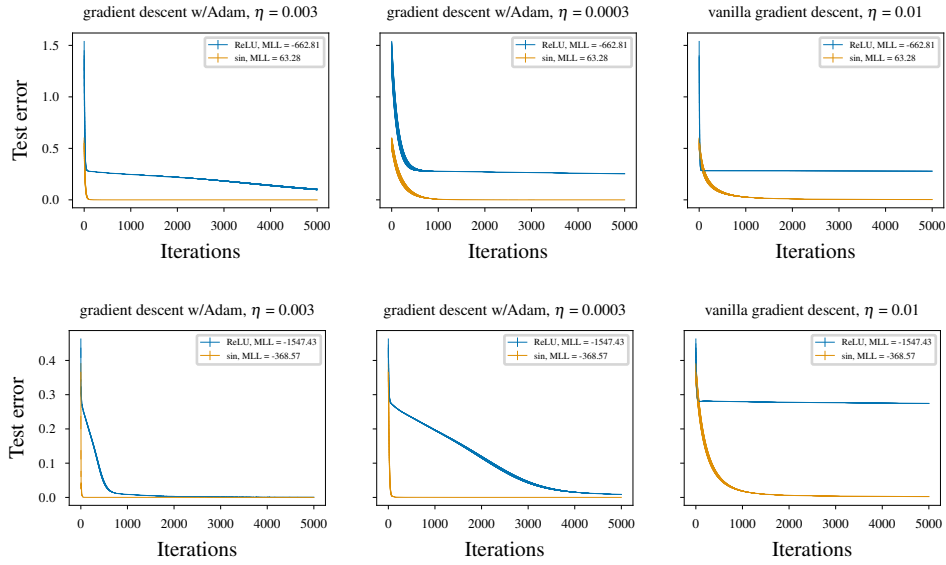 gradient descent w/Adam, η = 0.003
gradient descent w/Adam, η = 0.0003
vanilla gradient descent, η = 0.01
Test error
1.5
1.0
0.5
0.0
ReLU, MLL = -662.81
sin, MLL = 63.28
ReLU, MLL = -662.81
sin, MLL = 63.28
ReLU, MLL = -662.81
sin, MLL = 63.28
0 1000 2000 3000 4000 5000
0 1000 2000 3000 4000 5000
0 1000 2000 3000 4000 5000
Iterations
Iterations
Iterations
gradient descent w/Adam, η = 0.003
gradient descent w/Adam, η = 0.0003
vanilla gradient descent, η = 0.01
Test error
0.4
0.3
0.2
0.1
0.0
ReLU, MLL = -1547.43
sin, MLL = -368.57
ReLU, MLL = -1547.43
sin, MLL = -368.57
ReLU, MLL = -1547.43
sin, MLL = -368.57
0 1000 2000 3000 4000 5000
0 1000 2000 3000 4000 5000
0 1000 2000 3000 4000 5000
Iterations
Iterations
Iterations